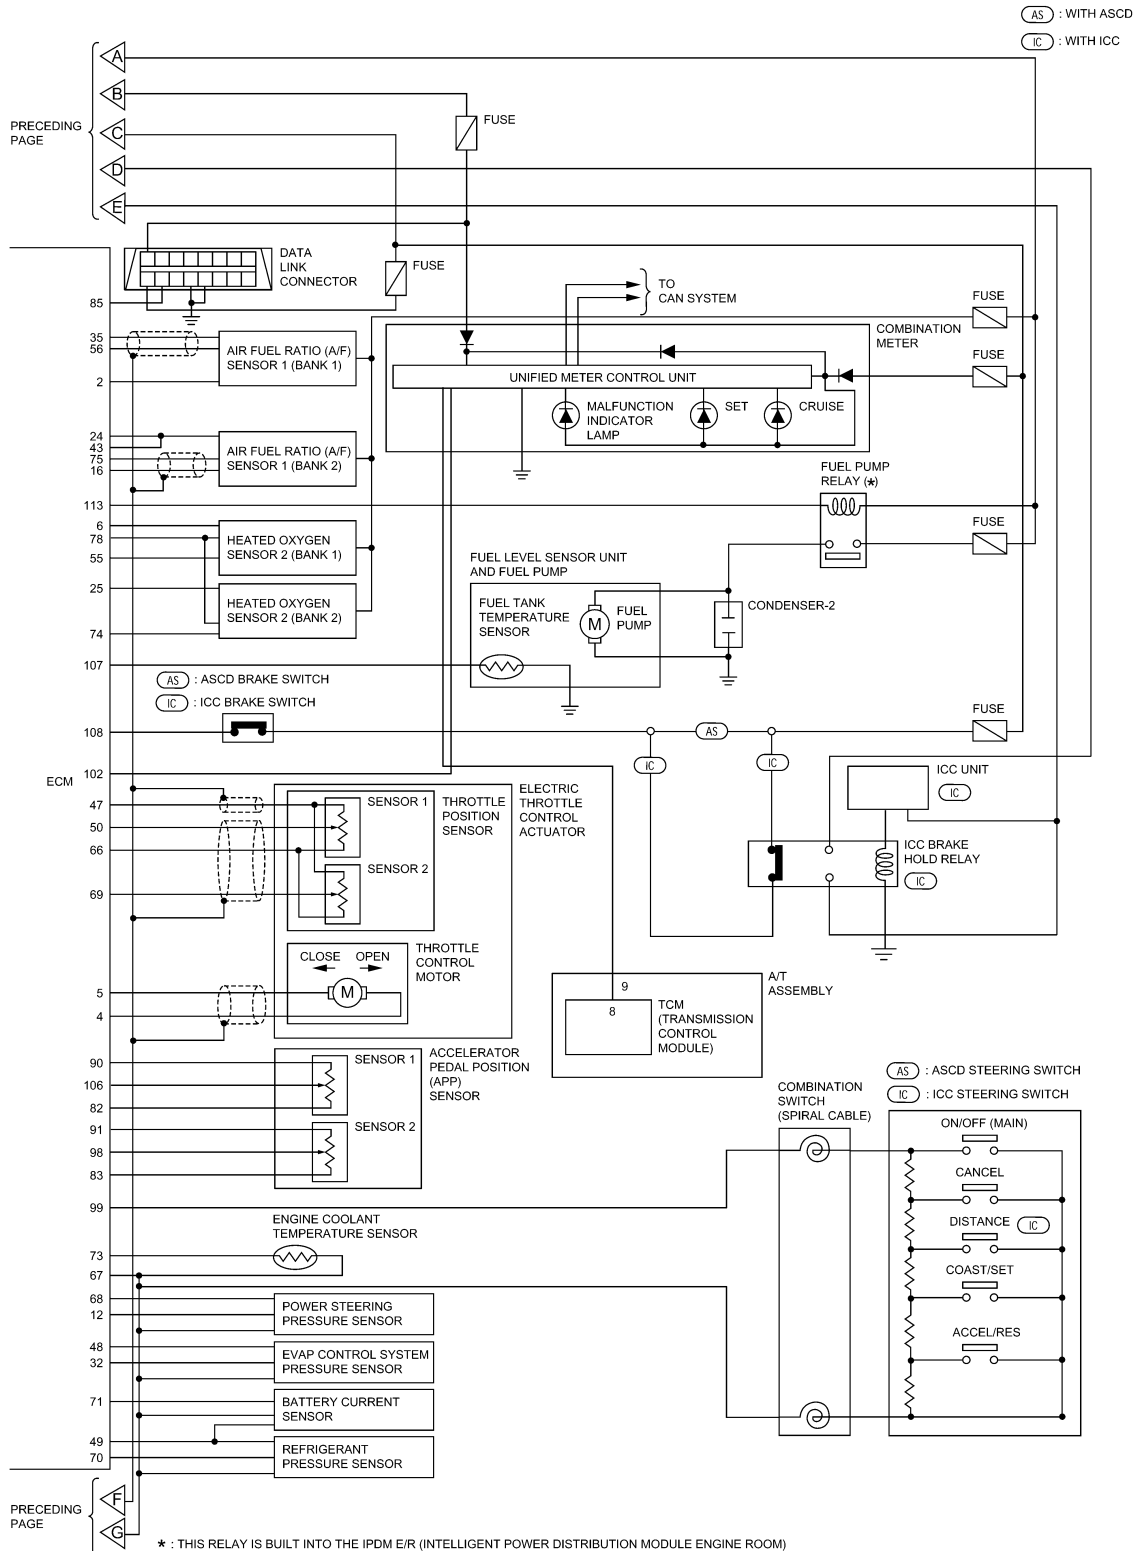 AS : WITH ASCD
IC : WITH ICC
PRECEDING
PAGE
A
B
C
D
E
FUSE
DATA
LINK
CONNECTOR
FUSE
TO
CAN SYSTEM
FUSE
COMBINATION
METER
FUSE
85
35
56
2
AIR FUEL RATIO (A/F)
SENSOR 1 (BANK 1)
UNIFIED METER CONTROL UNIT
MALFUNCTION
INDICATOR
LAMP
SET
CRUISE
24
43
75
16
AIR FUEL RATIO (A/F)
SENSOR 1 (BANK 2)
FUEL PUMP
RELAY (*)
113
6
78
55
HEATED OXYGEN
SENSOR 2 (BANK 1)
FUSE
25
74
HEATED OXYGEN
SENSOR 2 (BANK 2)
FUEL LEVEL SENSOR UNIT
AND FUEL PUMP
FUEL TANK
TEMPERATURE
SENSOR
M
FUEL
PUMP
CONDENSER-2
107
AS : ASCD BRAKE SWITCH
IC : ICC BRAKE SWITCH
108
AS
FUSE
IC
IC
ECM
102
47
50
66
69
SENSOR 1
SENSOR 2
THROTTLE
POSITION
SENSOR
ELECTRIC
THROTTLE
CONTROL
ACTUATOR
ICC UNIT
IC
ICC BRAKE
HOLD RELAY
IC
CLOSE OPEN
M
THROTTLE
CONTROL
MOTOR
5
4
A/T
ASSEMBLY
9
8
TCM
(TRANSMISSION
CONTROL
MODULE)
90
106
82
91
98
83
SENSOR 1
SENSOR 2
ACCELERATOR
PEDAL POSITION
(APP)
SENSOR
COMBINATION
SWITCH
(SPIRAL CABLE)
AS : ASCD STEERING SWITCH
IC : ICC STEERING SWITCH
ON/OFF (MAIN)
CANCEL
DISTANCE IC
COAST/SET
ACCEL/RES
99
ENGINE COOLANT
TEMPERATURE SENSOR
73
67
68
12
POWER STEERING
PRESSURE SENSOR
48
32
EVAP CONTROL SYSTEM
PRESSURE SENSOR
71
BATTERY CURRENT
SENSOR
49
70
REFRIGERANT
PRESSURE SENSOR
PRECEDING
PAGE
F
G
* : THIS RELAY IS BUILT INTO THE IPDM E/R (INTELLIGENT POWER DISTRIBUTION MODULE ENGINE ROOM)